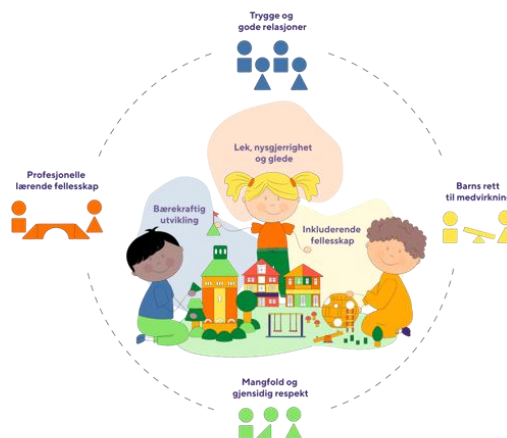 Trygge og
gode relasjoner
Lek, nysgjerrighet
og glede
Profesjonelle
lærende fellesskap
Bærekraftig
utvikling
Inkluderende
fellesskap
Barns rett
til medvirkning
Mangfold og
gjensidig respekt